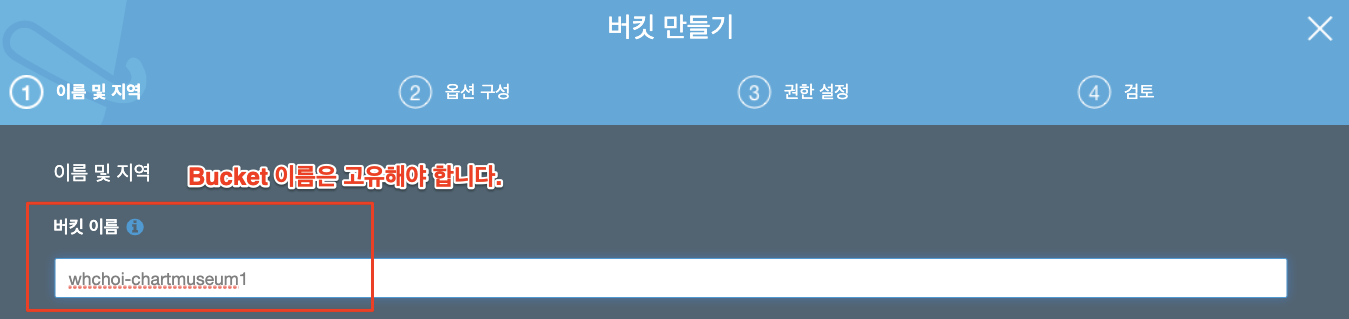 버킷 만들기
1 이름 및 지역 2 옵션 구성 3 권한 설정 4 검토
이름 및 지역 Bucket 이름은 고유해야 합니다.
버킷 이름
whchoi-chartmuseum1